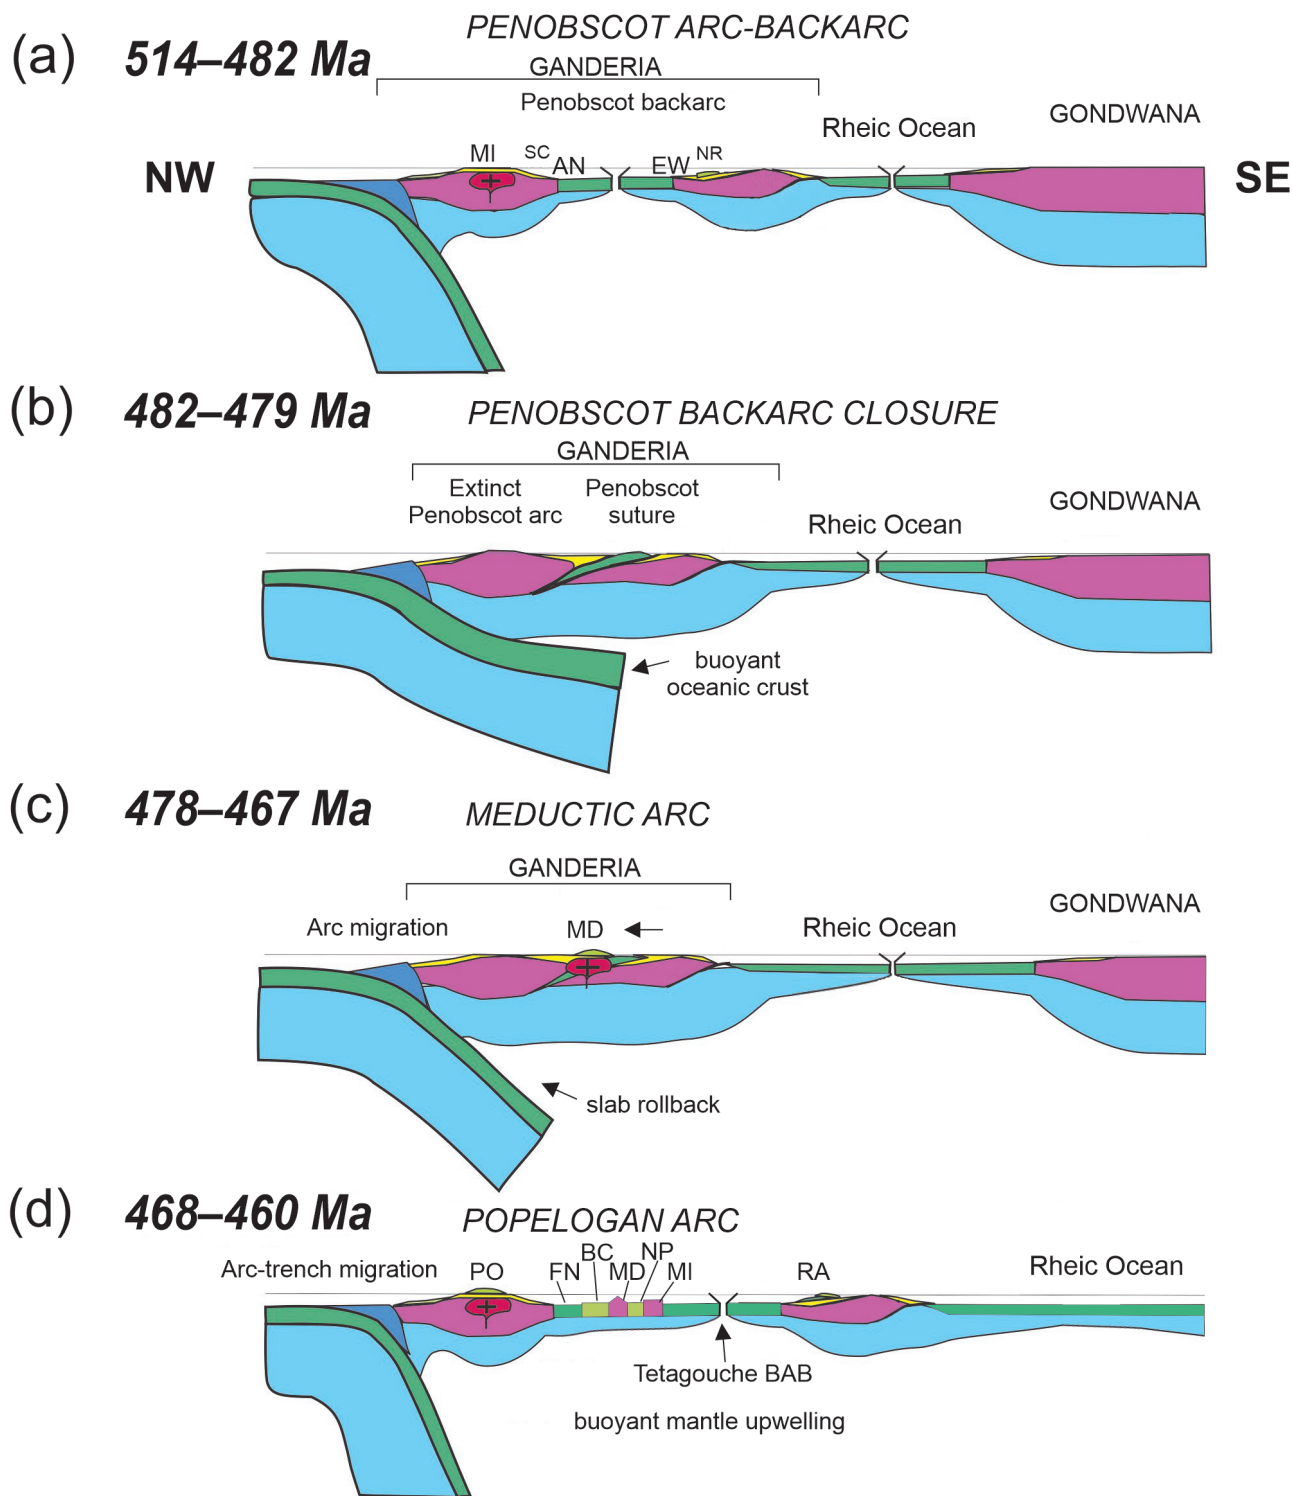 (a) 514–482 Ma
PENOBSCOT ARC-BACKARC
GANDERIA
Penobscot backarc
Rheic Ocean
GONDWANA
NW
MI
SC
AN
EW
NR
SE
(b) 482–479 Ma
PENOBSCOT BACKARC CLOSURE
GANDERIA
Extinct
Penobscot arc
Penobscot
suture
Rheic Ocean
GONDWANA
buoyant
oceanic crust
(c) 478–467 Ma
MEDUCTIC ARC
GANDERIA
Arc migration
MD
Rheic Ocean
GONDWANA
slab rollback
(d) 468–460 Ma
POPELOGAN ARC
Arc-trench migration
PO
FN
BC
MD
NP
MI
RA
Rheic Ocean
Tetagouche BAB
buoyant mantle upwelling